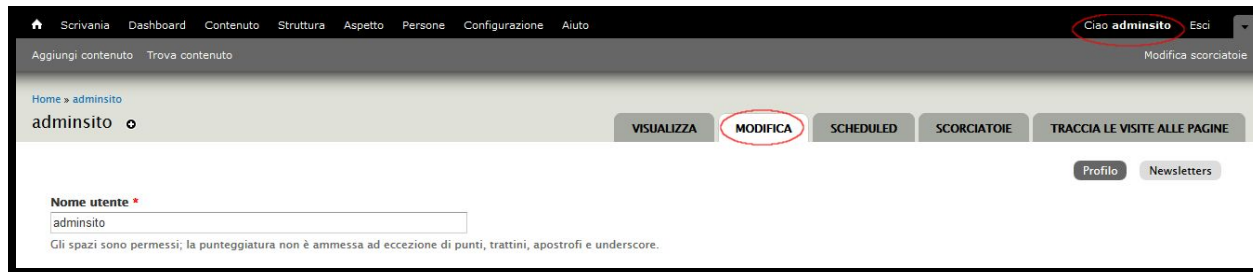 Scrivania Dashboard Contenuto Struttura Aspetto Persone Configurazione Aiuto Ciao adminsito Esci
Aggiungi contenuto Trova contenuto Modifica scorciatoie
Home » adminsito
adminsito
VISUALIZZA MODIFICA SCHEDULED SCORCIATOIE TRACCIA LE VISITE ALLE PAGINE
Profilo Newsletters
Nome utente *
adminsito
Gli spazi sono permessi; la punteggiatura non è ammessa ad eccezione di punti, trattini, apostrofi e underscore.